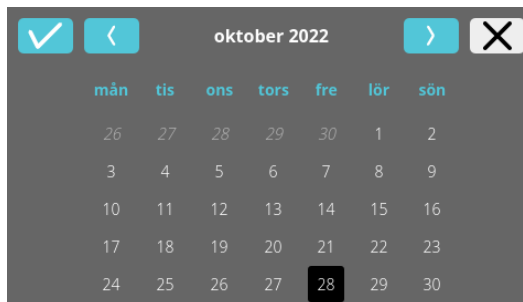 oktober 2022
mån tis ons tors fre lör sön
26 27 28 29 30 1 2
3 4 5 6 7 8 9
10 11 12 13 14 15 16
17 18 19 20 21 22 23
24 25 26 27 28 29 30